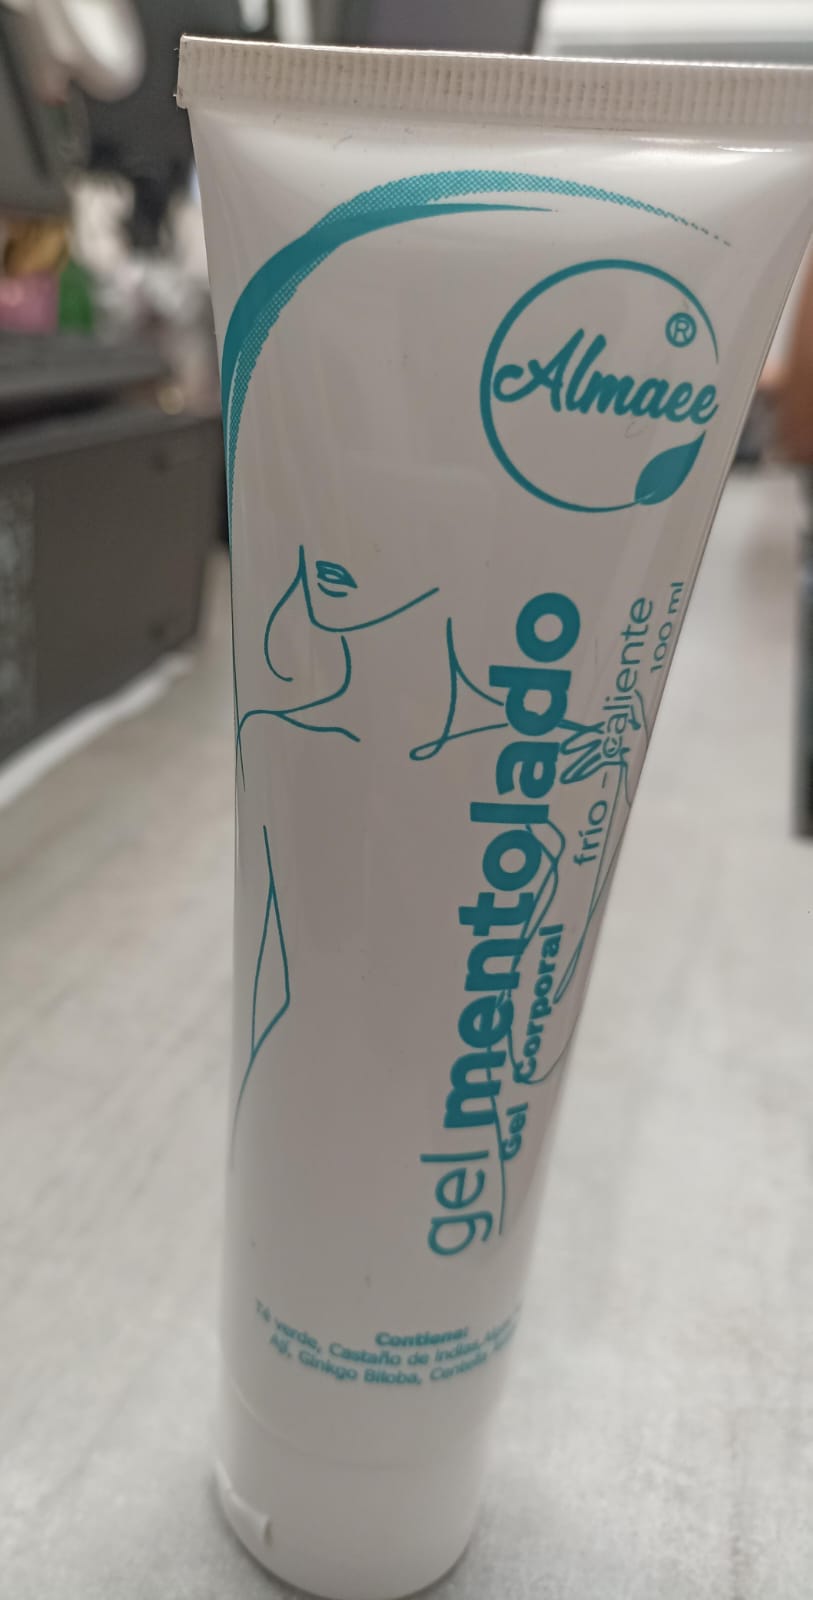 Almaee
®
gel mentolado
Gel Corporal
frío - caliente
100 ml
Contiene:
Té verde, Castaño de indias,
Ají, Ginkgo Biloba,